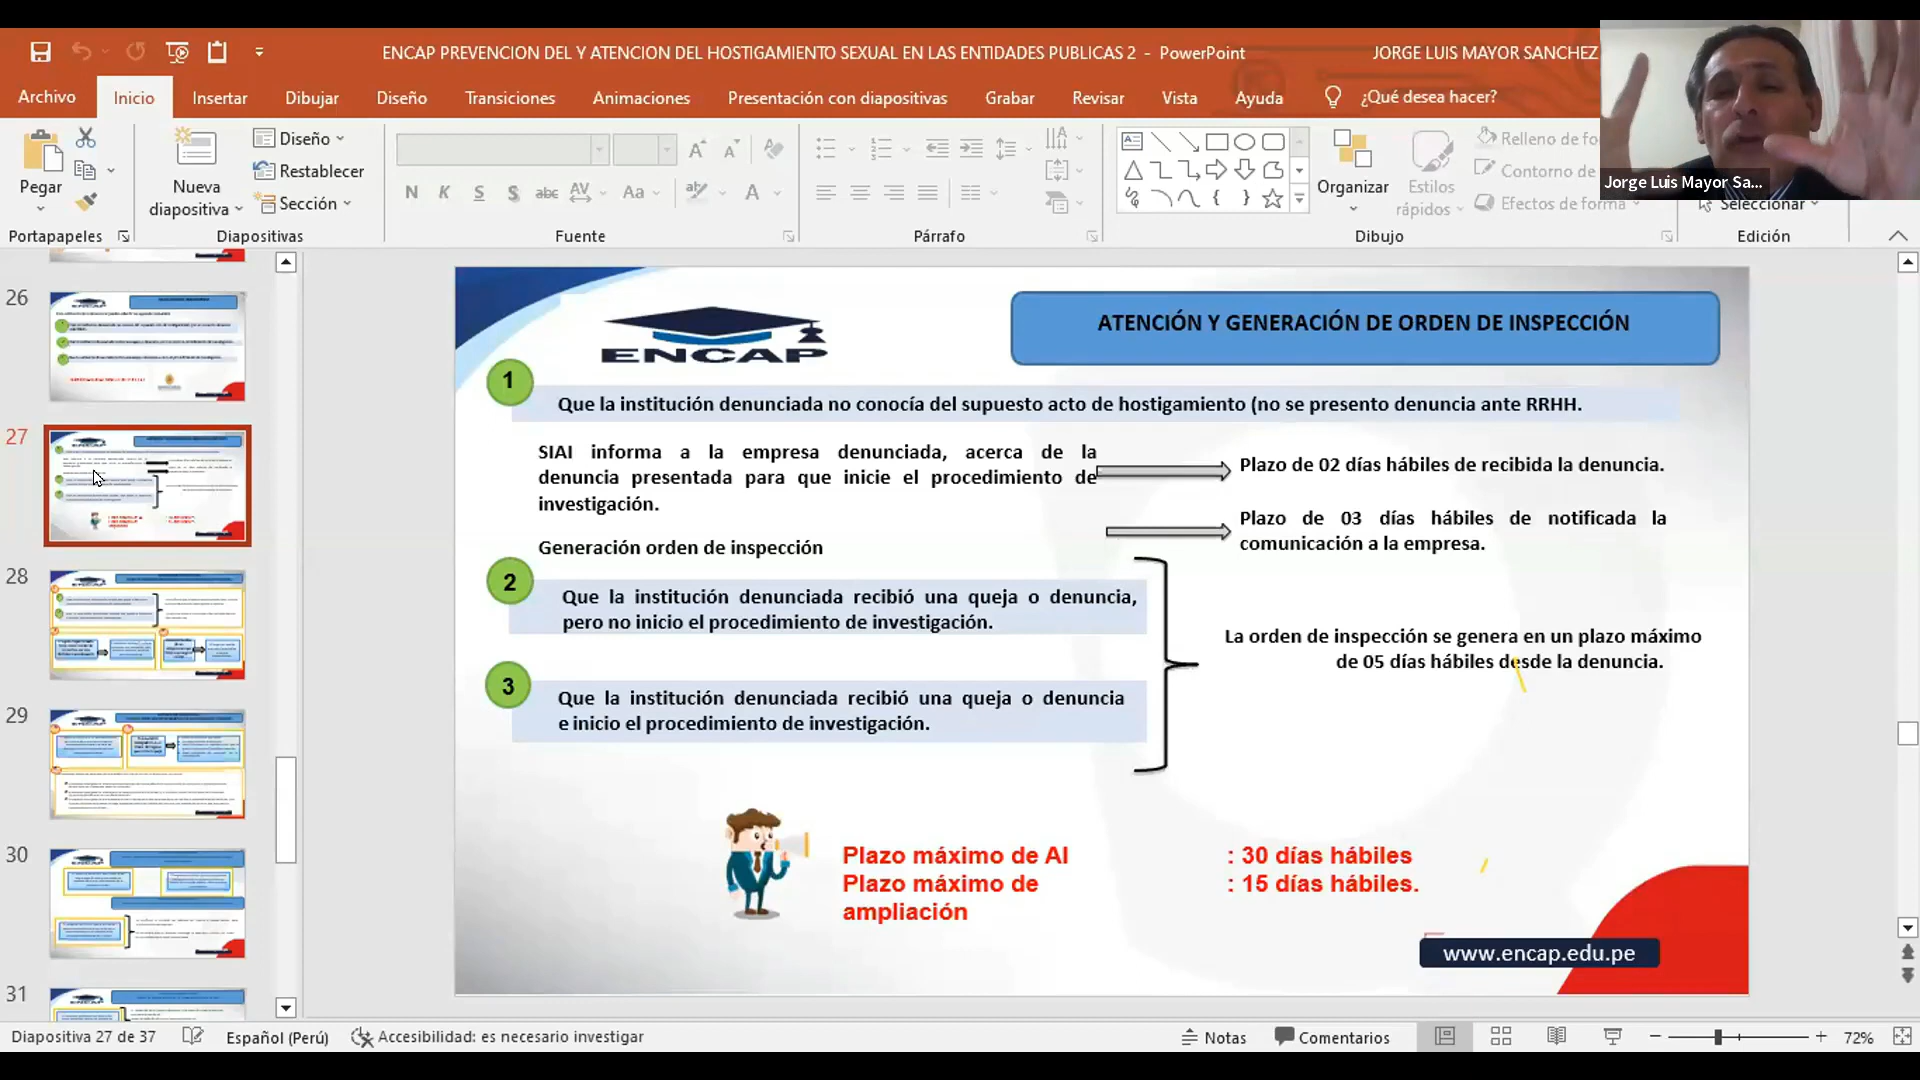 ENCAP PREVENCION DEL Y ATENCION DEL HOSTIGAMIENTO SEXUAL EN LAS ENTIDADES PUBLICAS 2 - PowerPoint
JORGE LUIS MAYOR SANCHEZ
Archivo
Inicio
Insertar
Dibujar
Diseño
Transiciones
Animaciones
Presentación con diapositivas
Grabar
Revisar
Vista
Ayuda
¿Qué desea hacer?
Jorge Luis Mayor Sa...
Pegar
Nueva
diapositiva
Diseño
Restablecer
Sección
N K S S abc AV Aa A
Organizar
Estilos
rápidos
Relleno de fo
Contorno de
Efectos de forma
Seleccionar
Portapapeles
Diapositivas
Fuente
Párrafo
Dibujo
Edición
26
27
28
29
30
31
ENCAP
ATENCIÓN Y GENERACIÓN DE ORDEN DE INSPECCIÓN
1
Que la institución denunciada no conocía del supuesto acto de hostigamiento (no se presento denuncia ante RRHH.
SIAI informa a la empresa denunciada, acerca de la
denuncia presentada para que inicie el procedimiento de
investigación.
Plazo de 02 días hábiles de recibida la denuncia.
Plazo de 03 días hábiles de notificada la
comunicación a la empresa.
Generación orden de inspección
2
Que la institución denunciada recibió una queja o denuncia,
pero no inicio el procedimiento de investigación.
La orden de inspección se genera en un plazo máximo
de 05 días hábiles desde la denuncia.
3
Que la institución denunciada recibió una queja o denuncia
e inicio el procedimiento de investigación.
Plazo máximo de AI : 30 días hábiles
Plazo máximo de : 15 días hábiles.
ampliación
www.encap.edu.pe
Diapositiva 27 de 37
Español (Perú)
Accesibilidad: es necesario investigar
Notas
Comentarios
72%